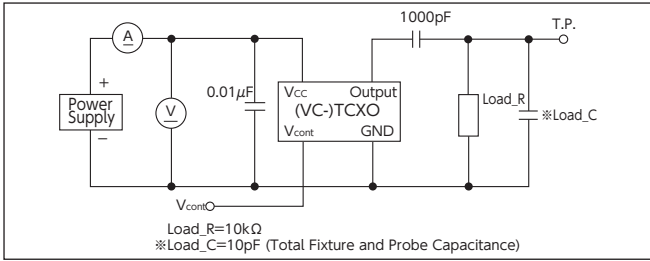 1000pF
T.P.
A
0.01μF
Vcc Output
+
Power
Supply
−
V
(VC-)TCXO
Load_R
※Load_C
Vcont GND
Vcont
Load_R=10kΩ
※Load_C=10pF (Total Fixture and Probe Capacitance)